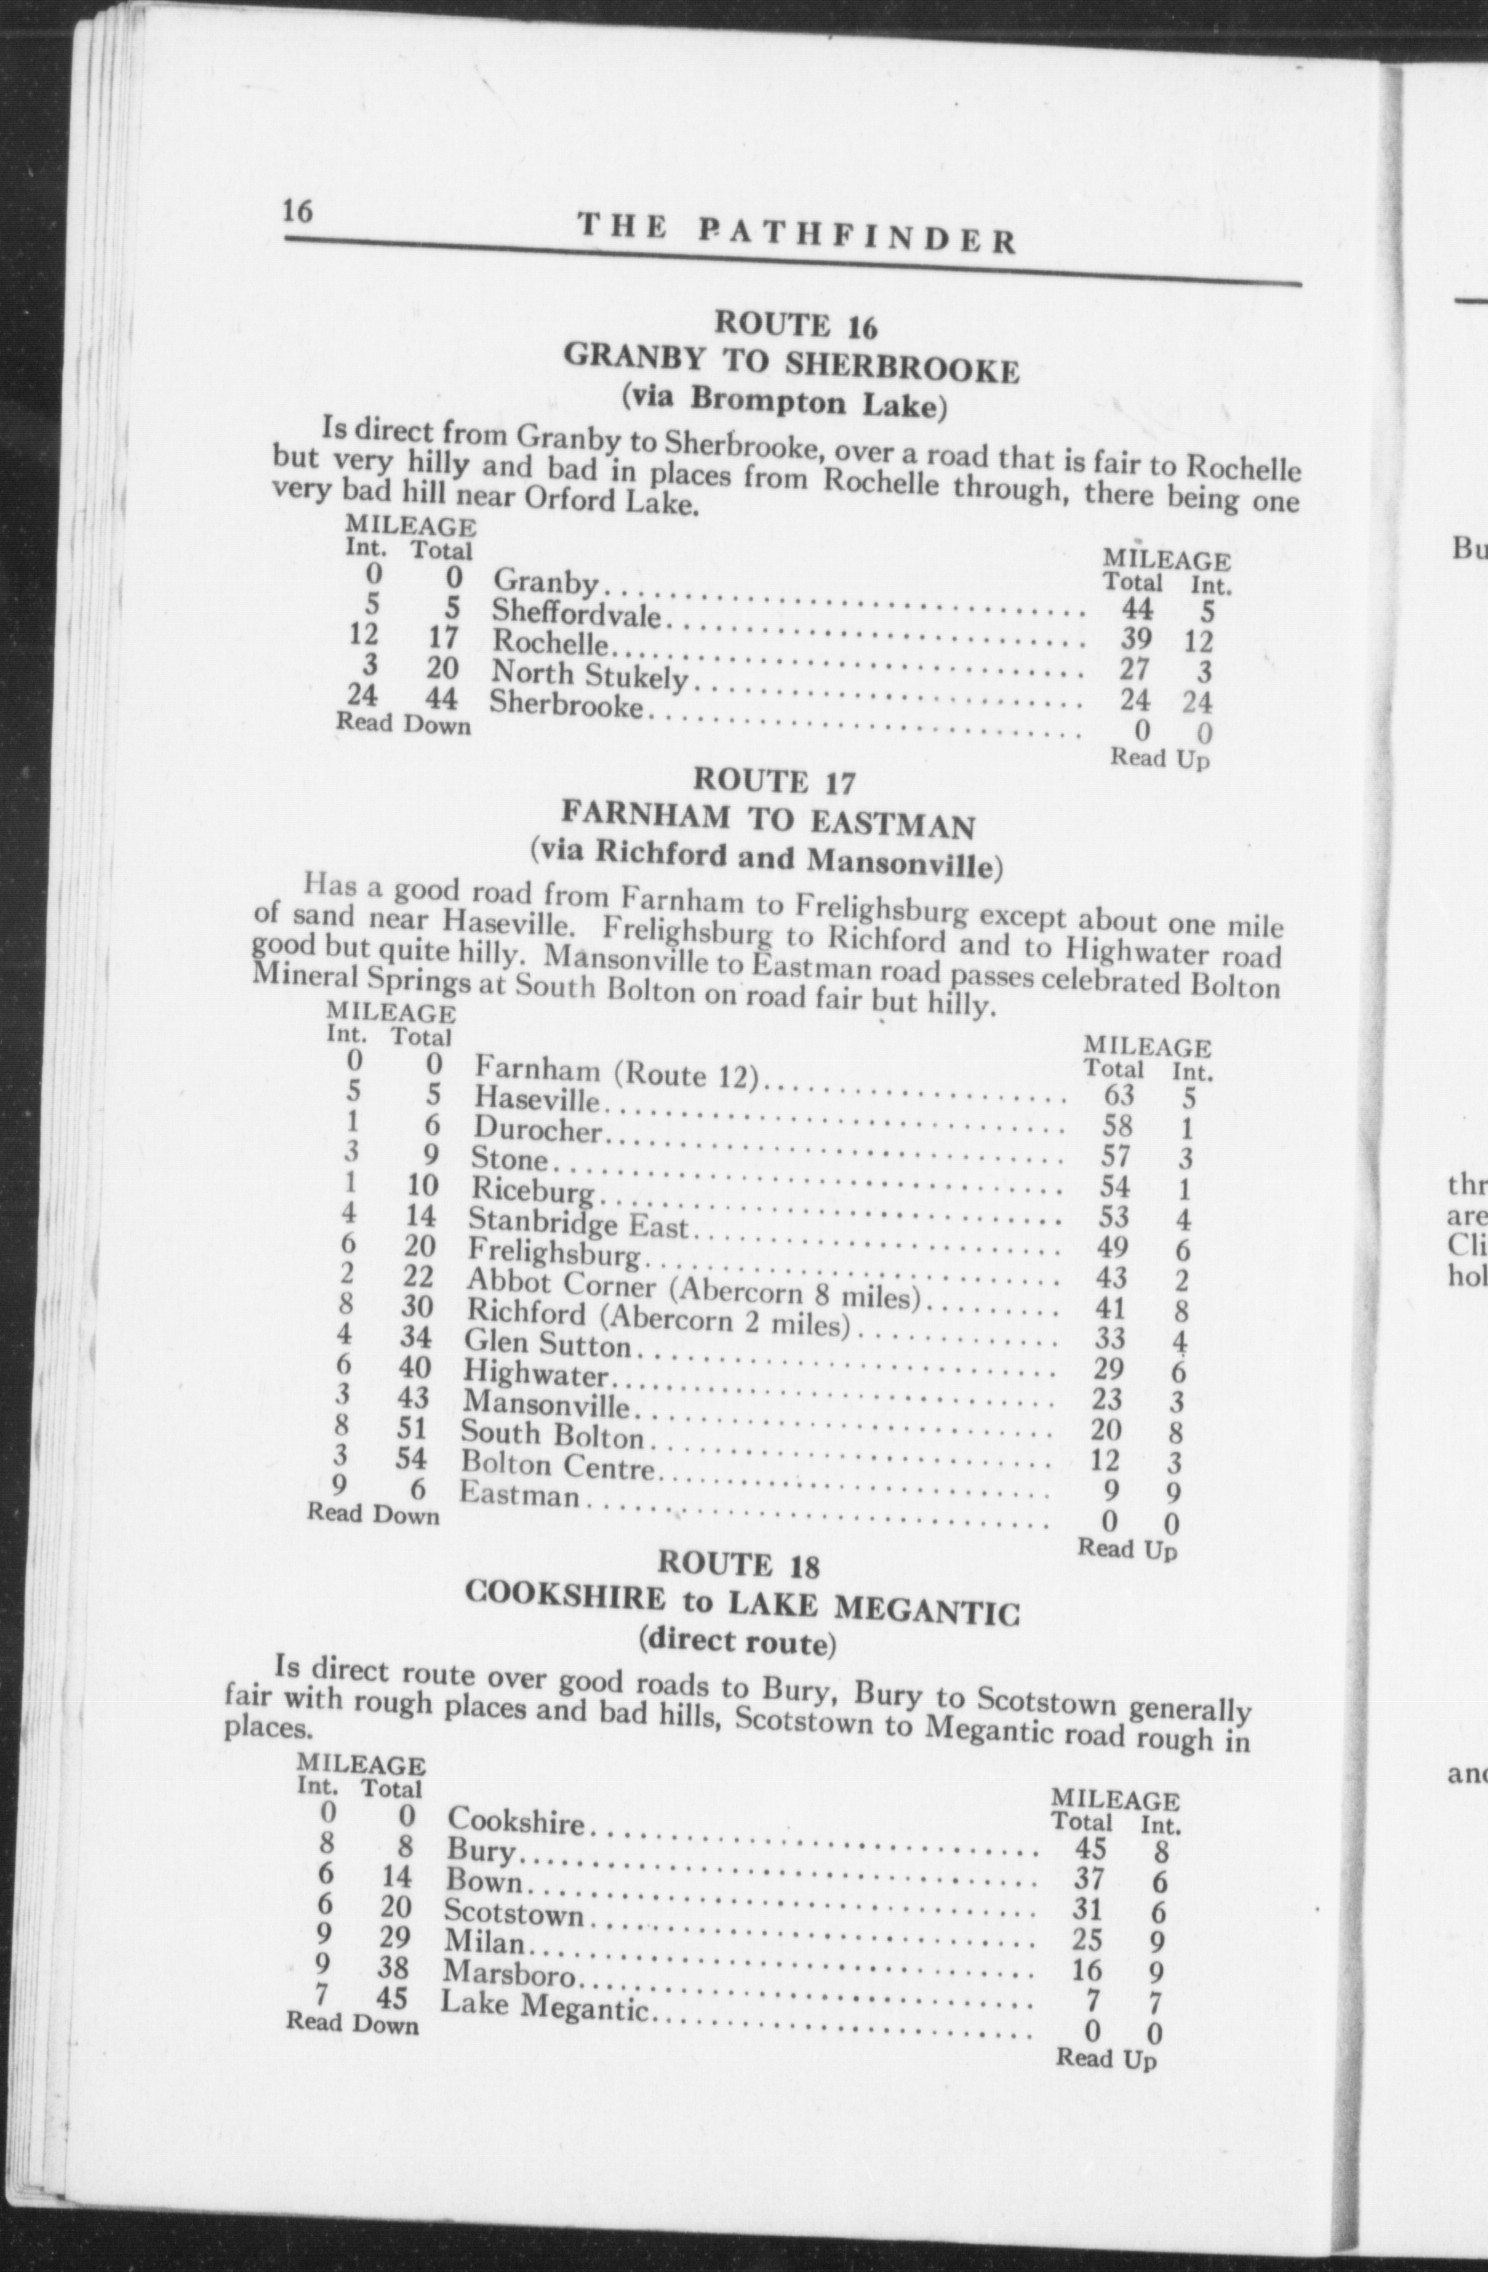 16
THE PATHFINDER
ROUTE 16
GRANBY TO SHERBROOKE
(via Brompton Lake)
Is direct from Granby to Sherbrooke, over a road that is fair to Rochelle
but very hilly and bad in places from Rochelle through, there being one
very bad hill near Orford Lake.
MILEAGE MILEAGE
Int. Total Total Int.
0 0 Granby 44 5
5 5 Sheffordvale 39 12
12 17 Rochelle 27 3
3 20 North Stukely 24 24
24 44 Sherbrooke 0 0
Read Down Read Up
ROUTE 17
FARNHAM TO EASTMAN
(via Richford and Mansonville)
Has a good road from Farnham to Frelighsburg except about one mile
of sand near Haseville. Frelighsburg to Richford and to Highwater road
good but quite hilly. Mansonville to Eastman road passes celebrated Bolton
Mineral Springs at South Bolton on road fair but hilly.
MILEAGE MILEAGE
Int. Total Total Int.
0 0 Farnham (Route 12) 63 5
5 5 Haseville 58 1
1 6 Durocher 57 3
3 9 Stone 54 1
1 10 Riceburg 53 4
4 14 Stanbridge East 49 6
6 20 Frelighsburg 43 2
2 22 Abbot Corner (Abercorn 8 miles) 41 8
8 30 Richford (Abercorn 2 miles) 33 4
4 34 Glen Sutton 29 6
6 40 Highwater 23 3
3 43 Mansonville 20 8
8 51 South Bolton 12 3
3 54 Bolton Centre 9 9
9 6 Eastman 0 0
Read Down Read Up
ROUTE 18
COOKSHIRE to LAKE MEGANTIC
(direct route)
Is direct route over good roads to Bury, Bury to Scotstown generally
fair with rough places and bad hills, Scotstown to Megantic road rough in
places.
MILEAGE MILEAGE
Int. Total Total Int.
0 0 Cookshire 45 8
8 8 Bury 37 6
6 14 Bown 31 6
6 20 Scotstown 25 9
9 29 Milan 16 9
9 38 Marsboro 7 7
7 45 Lake Megantic 0 0
Read Down Read Up
Bu
thr
are
Cli
hol